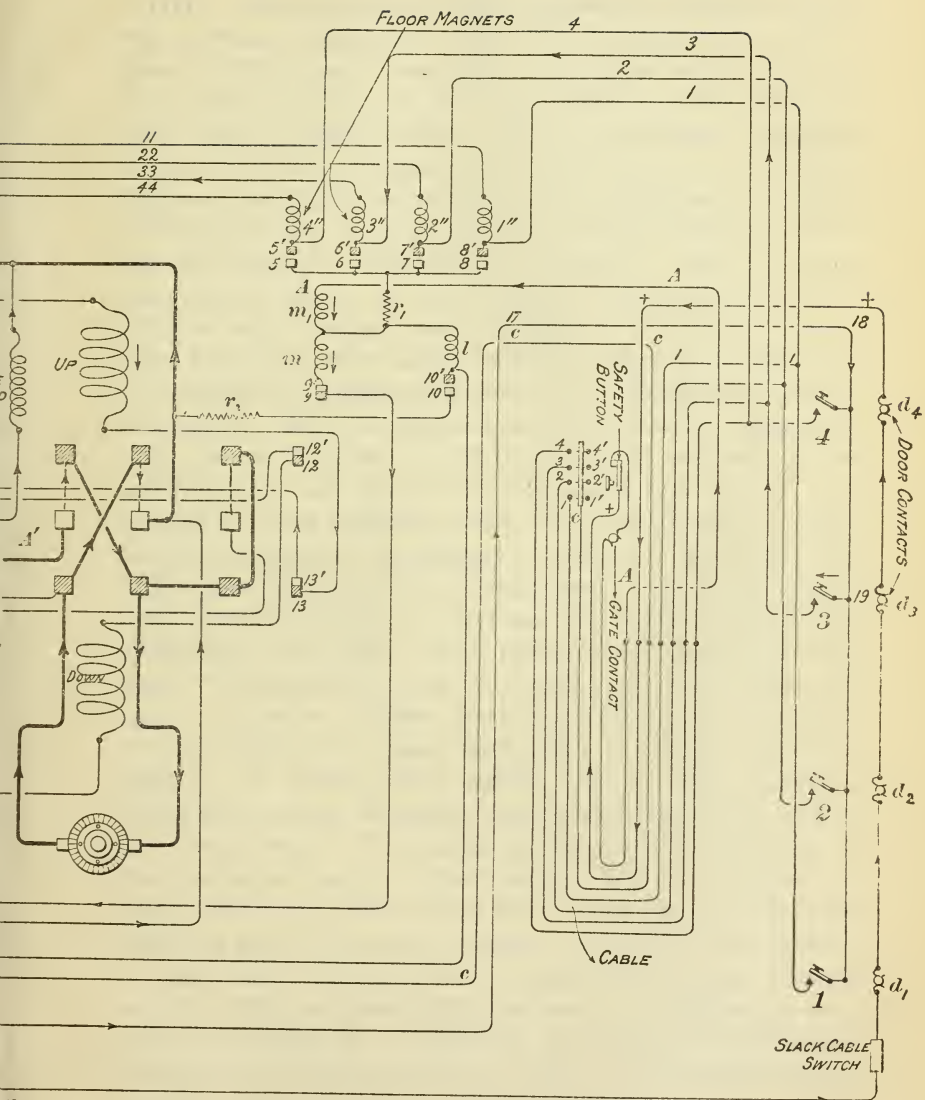 FLOOR MAGNETS
4
3
2
1
11
22
33
44
4" 3" 2" 1"
5' 6' 7' 8'
5 6 7 8
A
A
m₁
r₁
+
+
17
18
c
c
UP
m
l
1
1
9
10'
10
r₂
SAFETY BUTTON
4
d₄
DOOR CONTACTS
12'
12
4 4'
3 3'
2 2'
1 1'
c
+
A'
A
13'
13
GATE CONTACT
19
3
d₃
DOWN
2
d₂
CABLE
c
1
d₁
SLACK CABLE
SWITCH